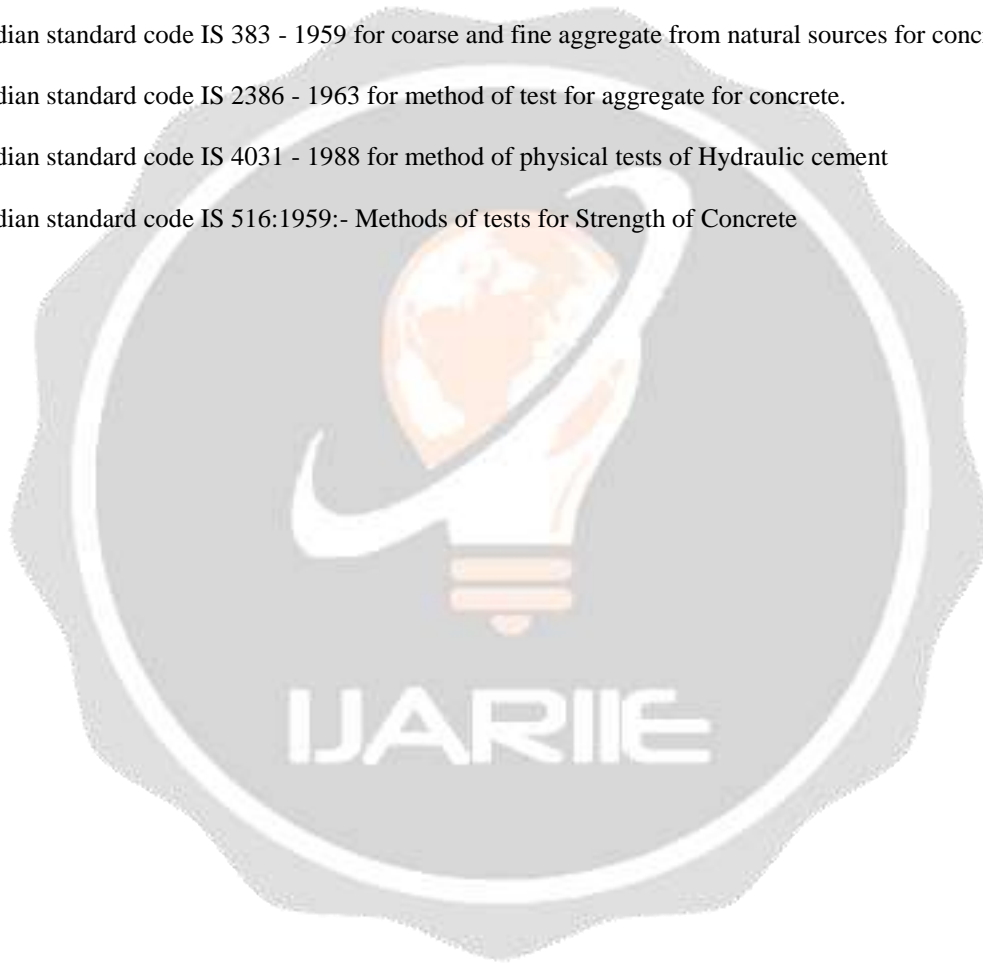 dian standard code IS 383 - 1959 for coarse and fine aggregate from natural sources for conc
dian standard code IS 2386 - 1963 for method of test for aggregate for concrete.
dian standard code IS 4031 - 1988 for method of physical tests of Hydraulic cement
dian standard code IS 516:1959:- Methods of tests for Strength of Concrete
IJARIIE